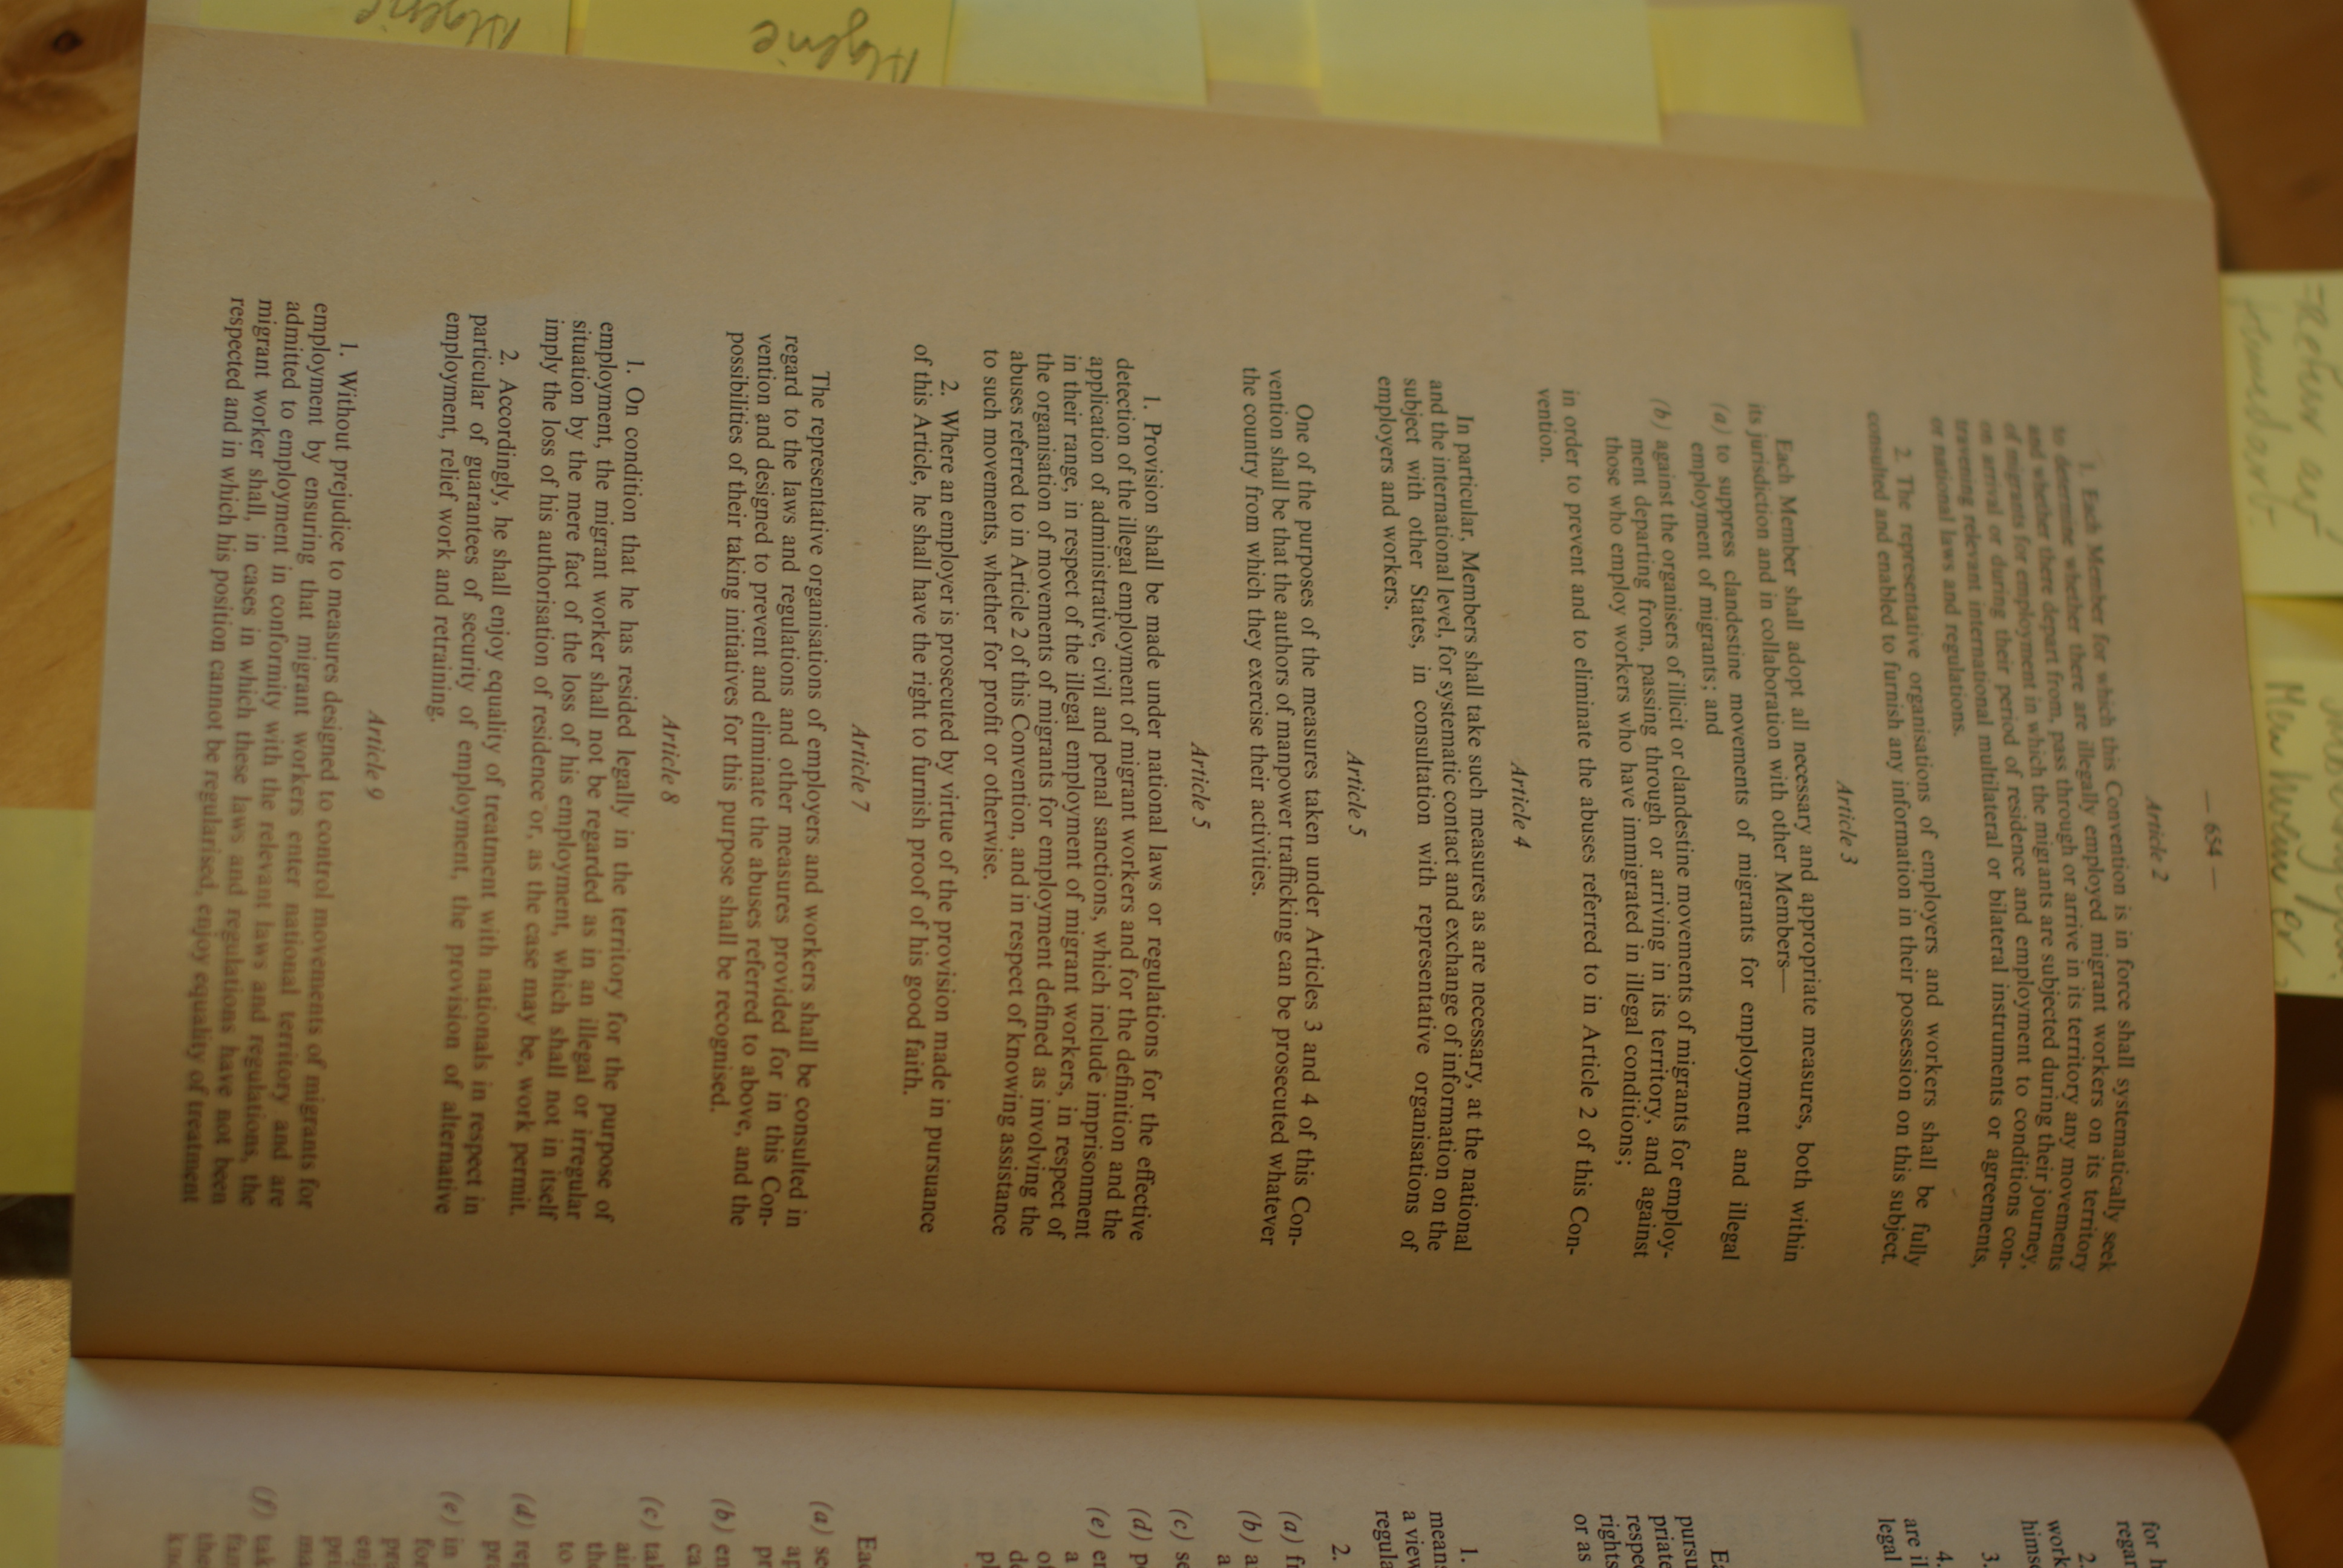 Men hvem er
— 654 —
Article 2
1. Each Member for which this Convention is in force shall systematically seek
to determine whether there are illegally employed migrant workers on its territory
and whether there depart from, pass through or arrive in its territory any movements
of migrants for employment in which the migrants are subjected during their journey,
on arrival or during their period of residence and employment to conditions con-
travening relevant international multilateral or bilateral instruments or agreements,
or national laws and regulations.
2. The representative organisations of employers and workers shall be fully
consulted and enabled to furnish any information in their possession on this subject.
Article 3
Each Member shall adopt all necessary and appropriate measures, both within
its jurisdiction and in collaboration with other Members—
(a) to suppress clandestine movements of migrants for employment and illegal
employment of migrants; and
(b) against the organisers of illicit or clandestine movements of migrants for employ-
ment departing from, passing through or arriving in its territory, and against
those who employ workers who have immigrated in illegal conditions;
in order to prevent and to eliminate the abuses referred to in Article 2 of this Con-
vention.
Article 4
In particular, Members shall take such measures as are necessary, at the national
and the international level, for systematic contact and exchange of information on the
subject with other States, in consultation with representative organisations of
employers and workers.
Article 5
One of the purposes of the measures taken under Articles 3 and 4 of this Con-
vention shall be that the authors of manpower trafficking can be prosecuted whatever
the country from which they exercise their activities.
Article 5
1. Provision shall be made under national laws or regulations for the effective
detection of the illegal employment of migrant workers and for the definition and the
application of administrative, civil and penal sanctions, which include imprisonment
in their range, in respect of the illegal employment of migrant workers, in respect of
the organisation of movements of migrants for employment defined as involving the
abuses referred to in Article 2 of this Convention, and in respect of knowing assistance
to such movements, whether for profit or otherwise.
2. Where an employer is prosecuted by virtue of the provision made in pursuance
of this Article, he shall have the right to furnish proof of his good faith.
Article 7
The representative organisations of employers and workers shall be consulted in
regard to the laws and regulations and other measures provided for in this Con-
vention and designed to prevent and eliminate the abuses referred to above, and the
possibilities of their taking initiatives for this purpose shall be recognised.
Article 8
1. On condition that he has resided legally in the territory for the purpose of
employment, the migrant worker shall not be regarded as in an illegal or irregular
situation by the mere fact of the loss of his employment, which shall not in itself
imply the loss of his authorisation of residence or, as the case may be, work permit.
2. Accordingly, he shall enjoy equality of treatment with nationals in respect in
particular of guarantees of security of employment, the provision of alternative
employment, relief work and retraining.
Article 9
1. Without prejudice to measures designed to control movements of migrants for
employment by ensuring that migrant workers enter national territory and are
admitted to employment in conformity with the relevant laws and regulations, the
migrant worker shall, in cases in which these laws and regulations have not been
respected and in which his position cannot be regularised, enjoy equality of treatment
for
2.
work
3.
4.
are
legal
or as
1.
a view
2.
(a)
(b)
a
(c)
(d)
(e)
a
(a)
(b)
(c)
to
(d)
(e) in
(f)